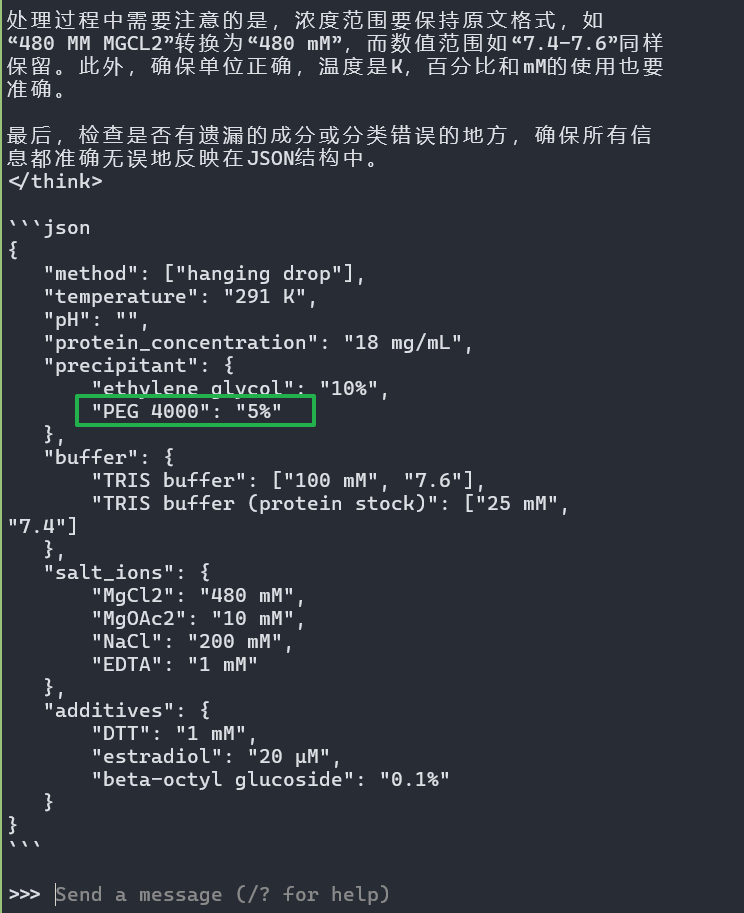 处理过程中需要注意的是，浓度范围要保持原文格式，如
“480 MM MGCL2”转换为“480 mM”，而数值范围如“7.4-7.6”同样
保留。此外，确保单位正确，温度是K，百分比和mM的使用也要
准确。
最后，检查是否有遗漏的成分或分类错误的地方，确保所有信
息都准确无误地反映在JSON结构中。
</think>
```json
{
"method": ["hanging drop"],
"temperature": "291 K",
"pH": "",
"protein_concentration": "18 mg/mL",
"precipitant": {
"ethylene glycol": "10%",
"PEG 4000": "5%"
},
"buffer": {
"TRIS buffer": ["100 mM", "7.6"],
"TRIS buffer (protein stock)": ["25 mM",
"7.4"]
},
"salt_ions": {
"MgCl2": "480 mM",
"MgOAc2": "10 mM",
"NaCl": "200 mM",
"EDTA": "1 mM"
},
"additives": {
"DTT": "1 mM",
"estradiol": "20 μM",
"beta-octyl glucoside": "0.1%"
}
}
```
>>> Send a message (/? for help)